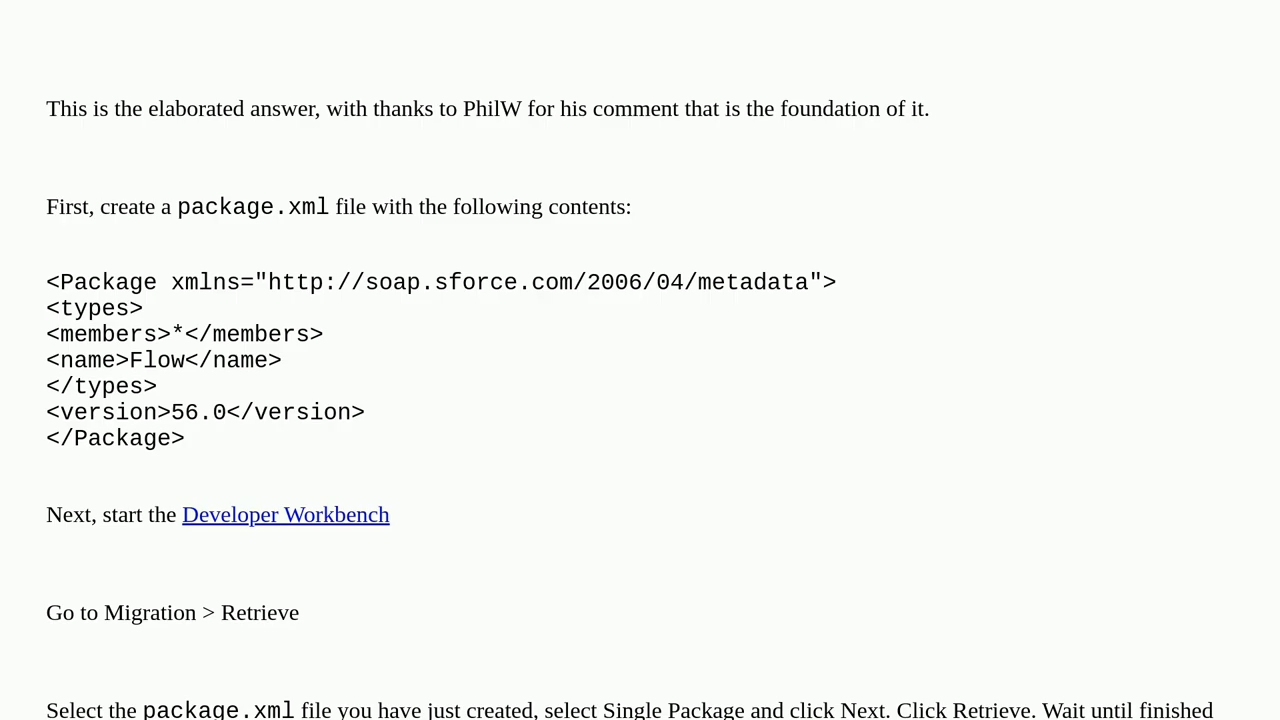 This is the elaborated answer, with thanks to PhilW for his comment that is the foundation of it.
First, create a package.xml file with the following contents:
<Package xmlns="http://soap.sforce.com/2006/04/metadata">
<types>
<members>*</members>
<name>Flow</name>
</types>
<version>56.0</version>
</Package>
Next, start the Developer Workbench
Go to Migration > Retrieve
Select the package.xml file you have just created, select Single Package and click Next. Click Retrieve. Wait until finished